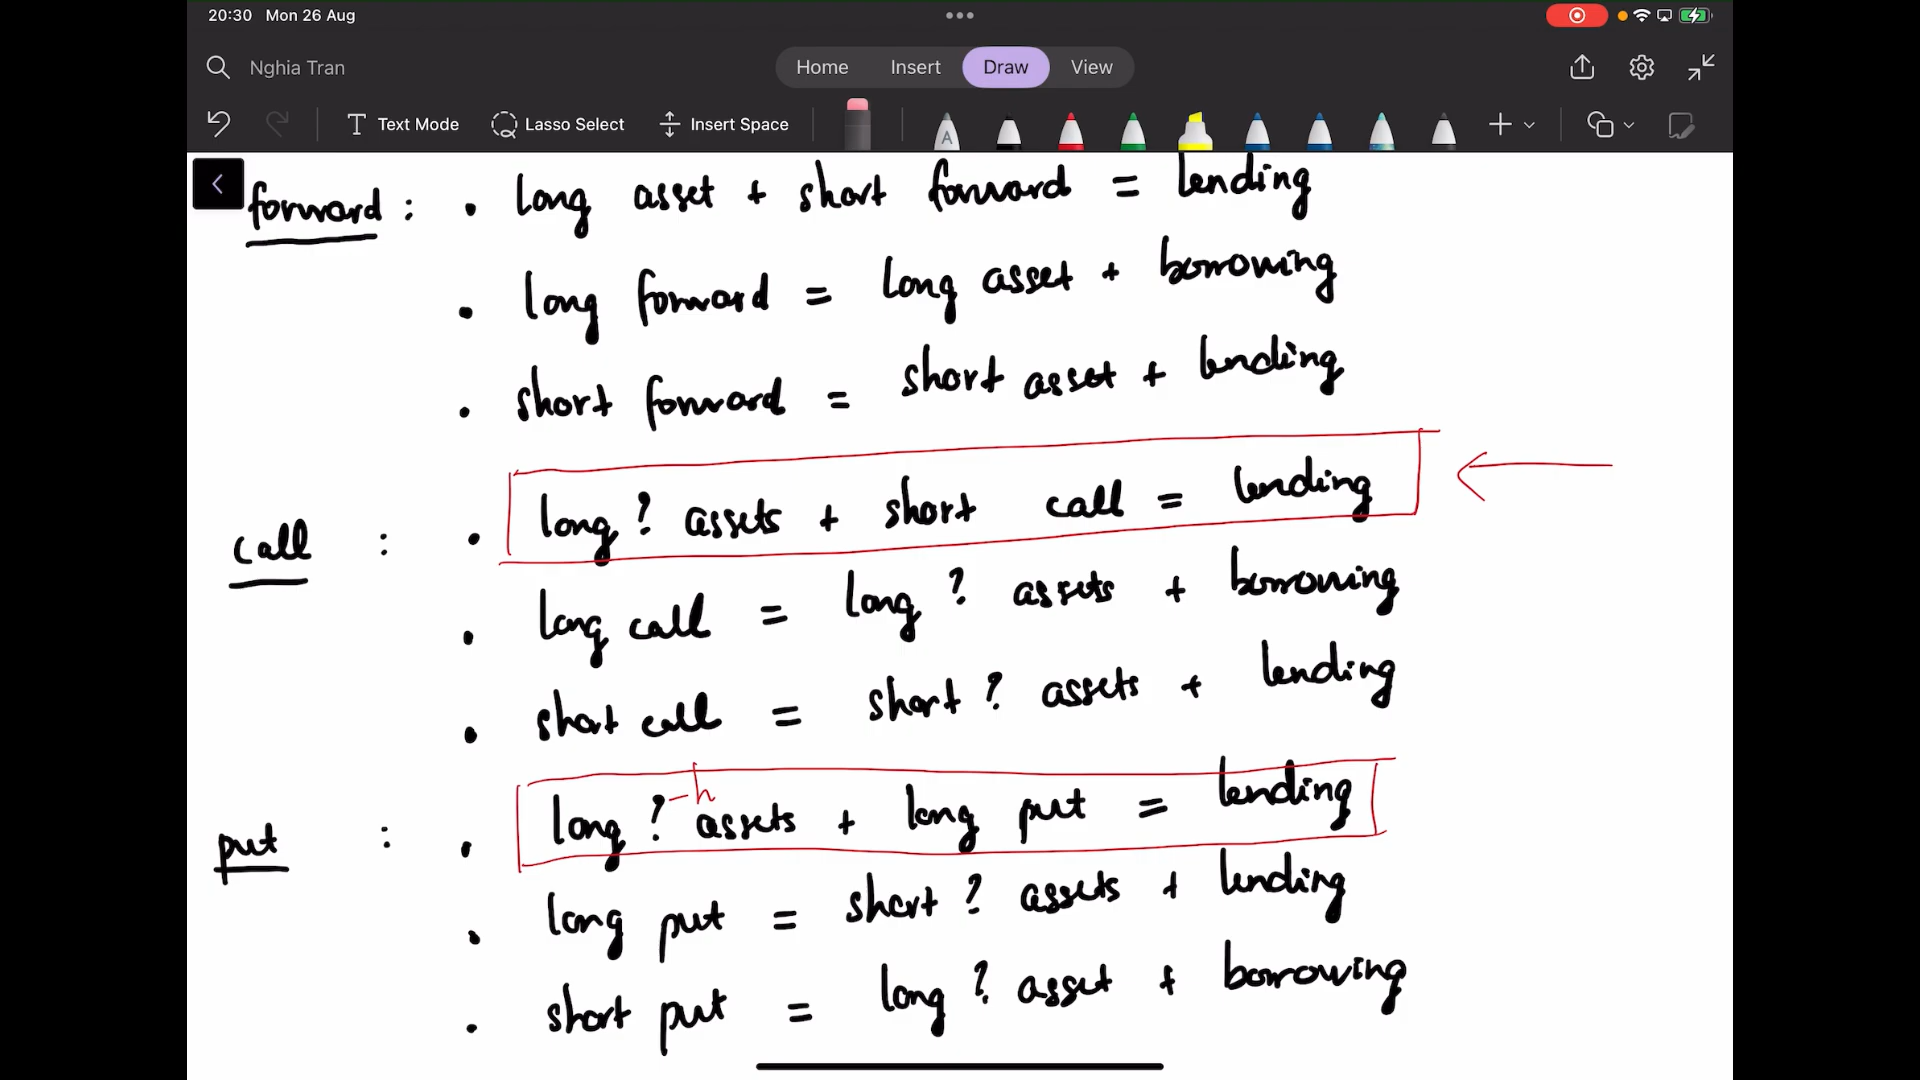 20:30 Mon 26 Aug
Nghia Tran
Home Insert Draw View
Text Mode Lasso Select Insert Space A
forward : • long asset + short forward = lending
• long forward = long asset + borrowing
• short forward = short asset + lending
call : • long ? assets + short call = lending
• long call = long ? assets + borrowing
• short call = short ? assets + lending
put : • long ? - h assets + long put = lending
• long put = short ? assets + lending
• short put = long ? asset + borrowing